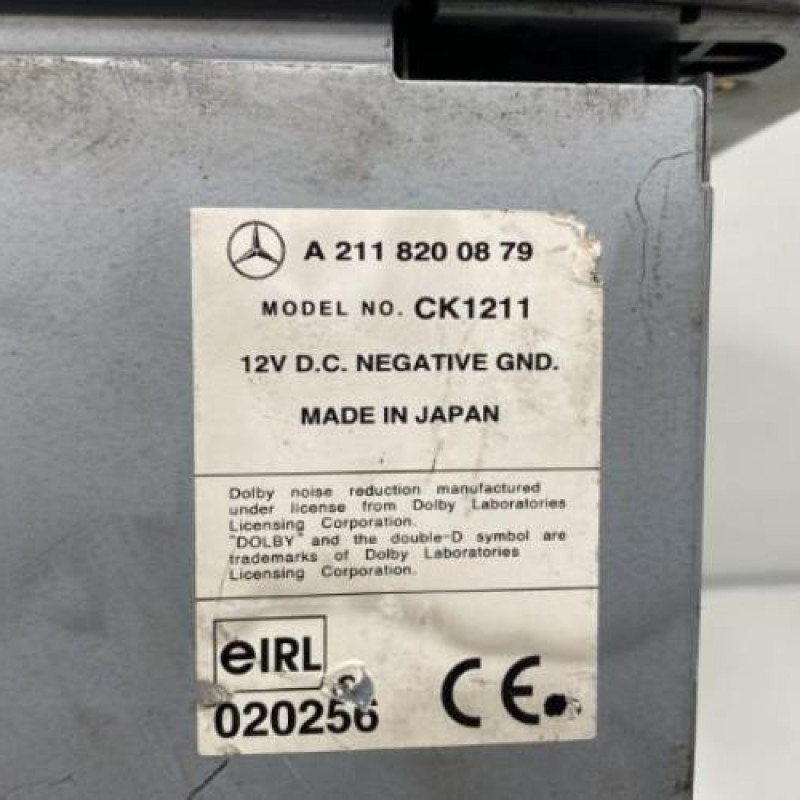 A 211 820 08 79
MODEL NO. CK1211
12V D.C. NEGATIVE GND.
MADE IN JAPAN
Dolby noise reduction manufactured
under license from Dolby Laboratories
Licensing Corporation.
"DOLBY" and the double-D symbol are
trademarks of Dolby Laboratories
Licensing Corporation.
eIRL
020256
CE